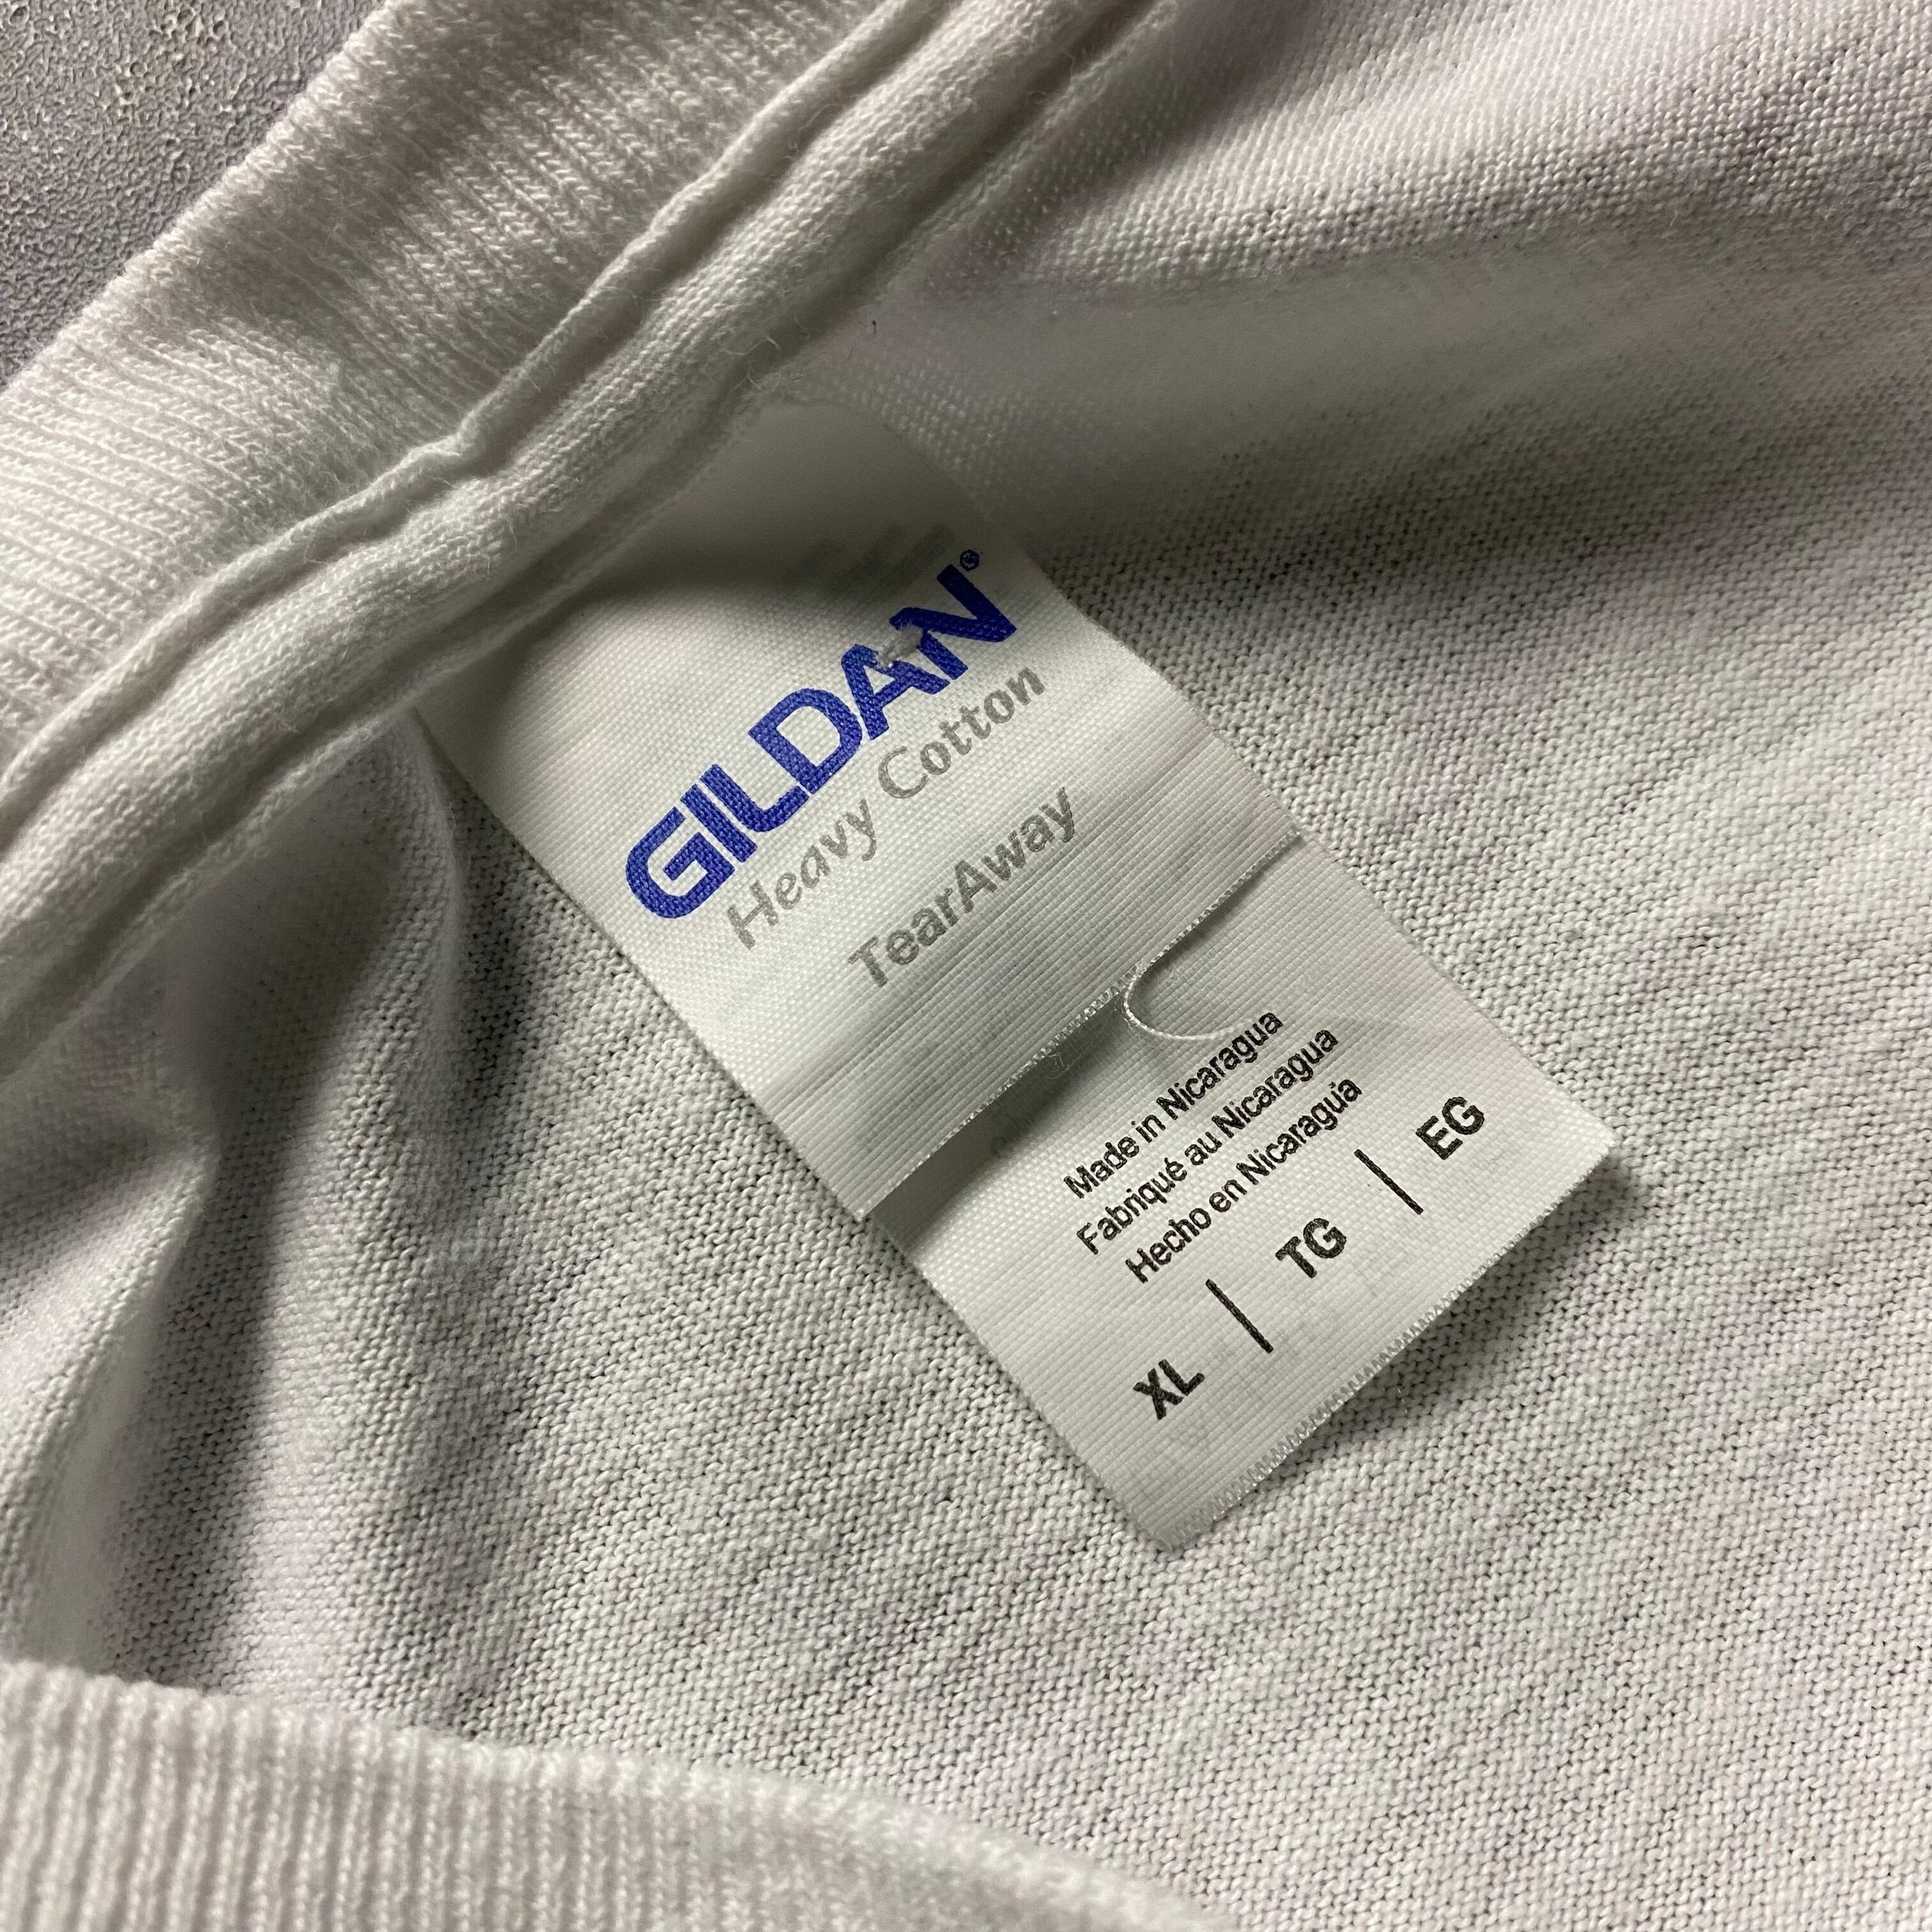 GILDAN®
Heavy Cotton
TearAway
Made in Nicaragua
Fabriqué au Nicaragua
Hecho en Nicaragua
XL | TG | EG